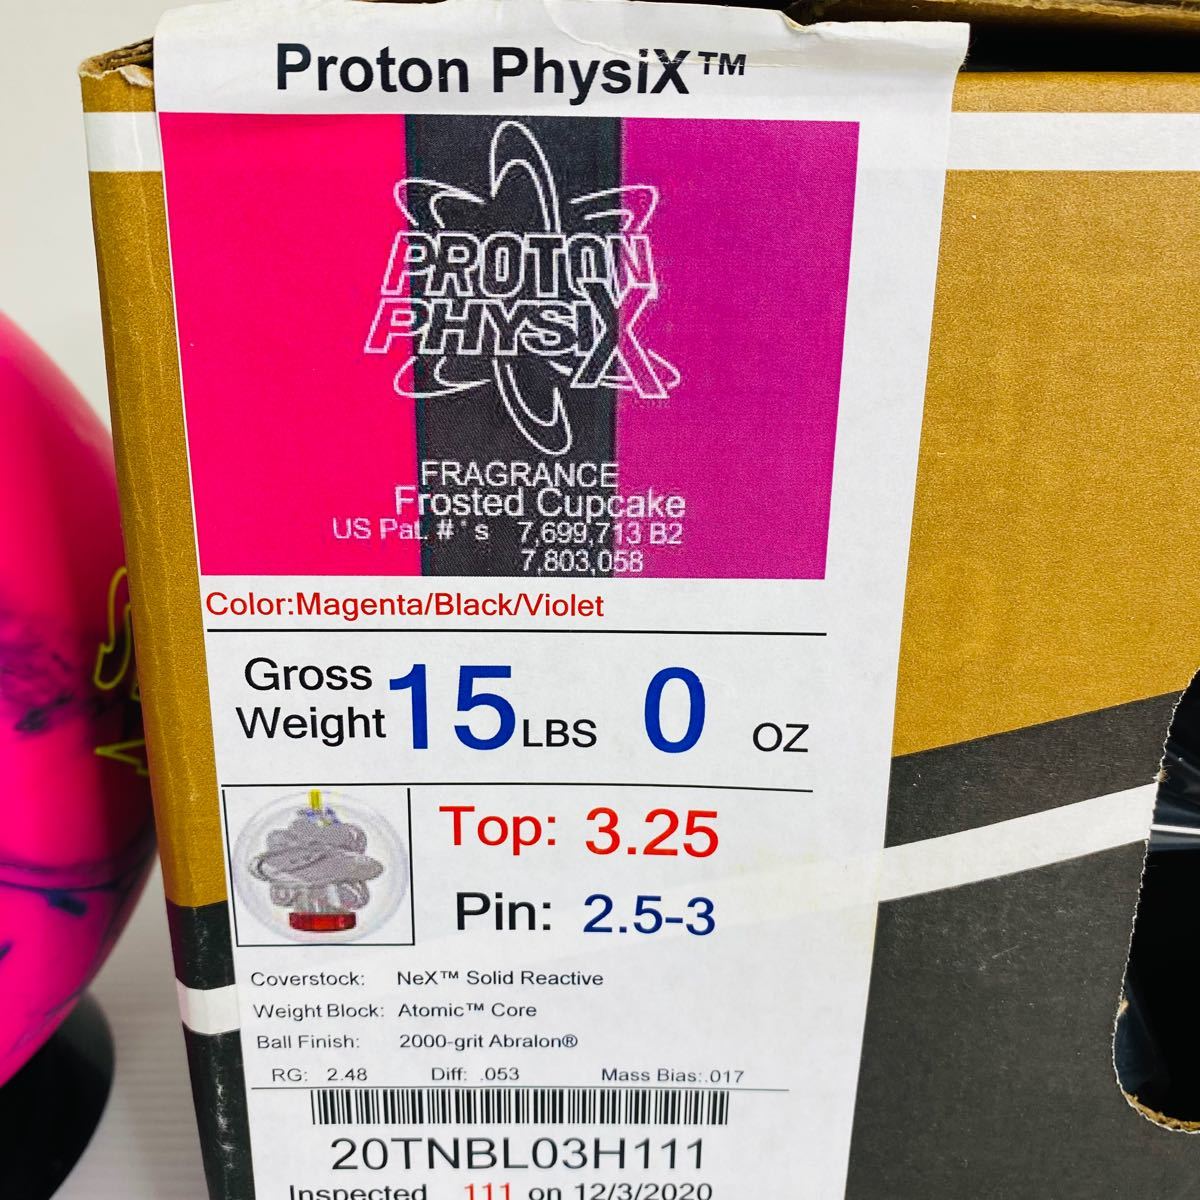 Proton PhysiX™
PROTON
PHYSIX
FRAGRANCE
Frosted Cupcake
US Pat. #'s 7,699,713 B2
7,803,058
Color:Magenta/Black/Violet
Gross Weight 15 LBS 0 OZ
Top: 3.25
Pin: 2.5-3
Coverstock: NeX™ Solid Reactive
Weight Block: Atomic™ Core
Ball Finish: 2000-grit Abralon®
RG: 2.48 Diff: .053 Mass Bias:.017
20TNBL03H111
Inspected 111 on 12/3/2020